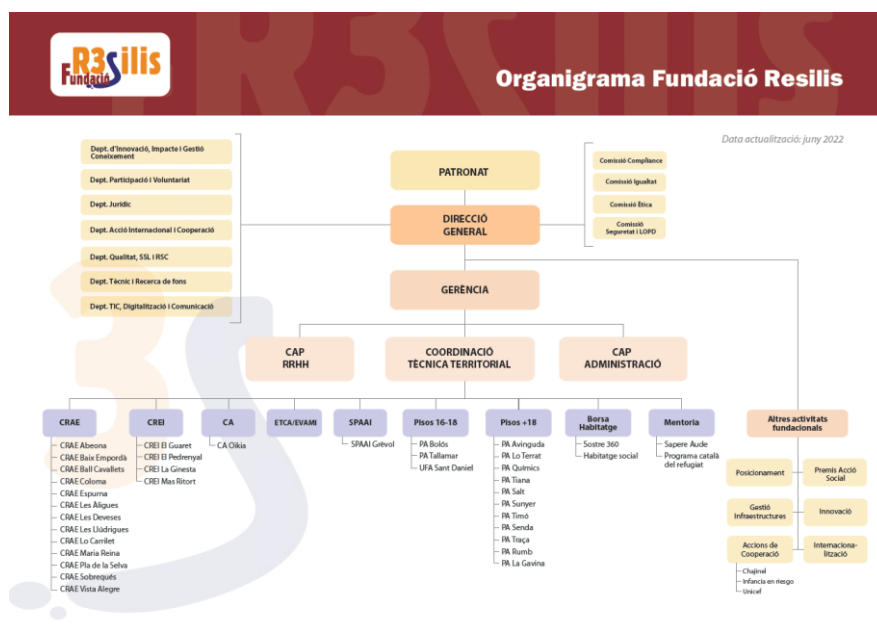 Fundació
R3Silis
Organigrama Fundació Resilis
Data actualització: juny 2022
Dept. d'Innovació, Impacte i Gestió
Coneixement
Dept. Participació i Voluntariat
Dept. Jurídic
Dept. Acció Internacional i Cooperació
Dept. Qualitat, SSL i RSC
Dept. Tècnic i Recerca de fons
Dept. TIC, Digitalització i Comunicació
PATRONAT
DIRECCIÓ
GENERAL
Comissió Compliance
Comissió Igualtat
Comissió Ètica
Comissió
Seguretat i LOPD
GERÈNCIA
CAP
RRHH
COORDINACIÓ
TÈCNICA TERRITORIAL
CAP
ADMINISTRACIÓ
CRAE
CRAE Abeona
CRAE Baix Empordà
CRAE Ball Cavallets
CRAE Coloma
CRAE Espurna
CRAE Les Àligues
CRAE Les Deveses
CRAE Les Llúdrigues
CRAE Lo Carrilet
CRAE Maria Reina
CRAE Pla de la Selva
CRAE Sobrequés
CRAE Vista Alegre
CREI
CREI El Guaret
CREI El Pedrenyal
CREI La Ginesta
CREI Mas Ritort
CA
CA Oikia
ETCA/EVAMI
SPAAI
SPAAI Grèvol
Pisos 16-18
PA Bolós
PA Tallamar
UFA Sant Daniel
Pisos +18
PA Avinguda
PA Lo Terrat
PA Químics
PA Tiana
PA Salt
PA Sunyer
PA Timó
PA Senda
PA Traça
PA Rumb
PA La Gavina
Borsa
Habitatge
Sostre 360
Habitatge social
Mentoria
Sapere Aude
Programa català
del refugiat
Altres activitats
fundacionals
Posicionament
Premis Acció
Social
Gestió
Infraestructures
Innovació
Accions de
Cooperació
Internaciona-
lització
Chajinel
Infancia en riesgo
Unicef